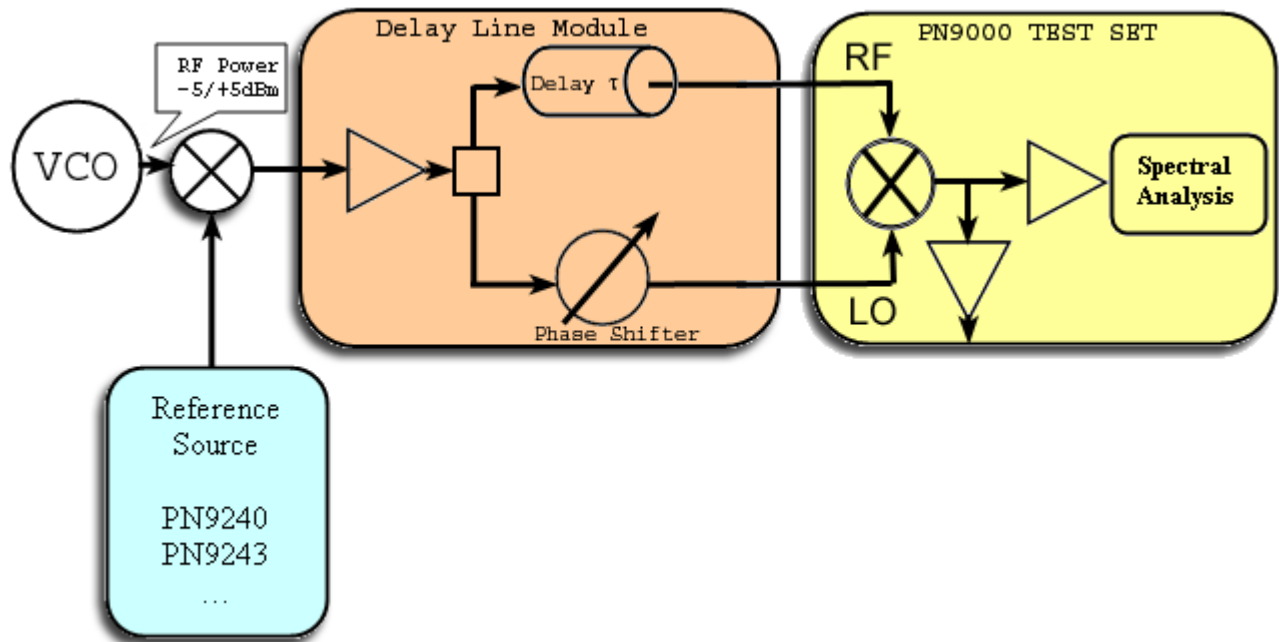 Delay Line Module
PN9000 TEST SET
RF Power
-5/+5dBm
VCO
Delay τ
RF
Spectral
Analysis
LO
Phase Shifter
Reference
Source
PN9240
PN9243
...